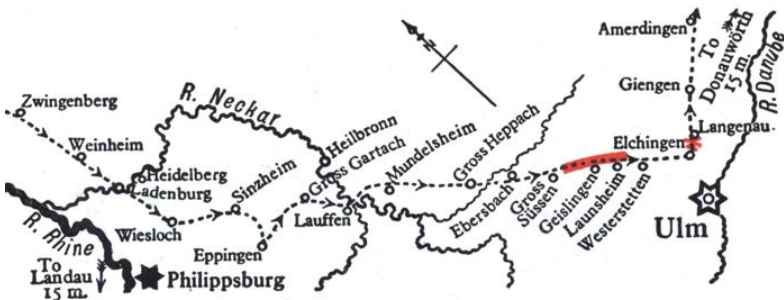 Zwingenberg
Weinheim
Heidelberg
Ladenburg
R. Rhine
To
Landau
15 m.
Philippsburg
Wiesloch
Sinzheim
Eppingen
R. Neckar
Heilbronn
Gross Gartach
Lauffen
Mundelsheim
Gross Heppach
Ebersbach
Gross
Süssen
Geislingen
Launsheim
Westerstetten
Elchingen
Langenau
Giengen
Amerdingen
To
Donauwörth
15 m.
R. Danube
Ulm
N